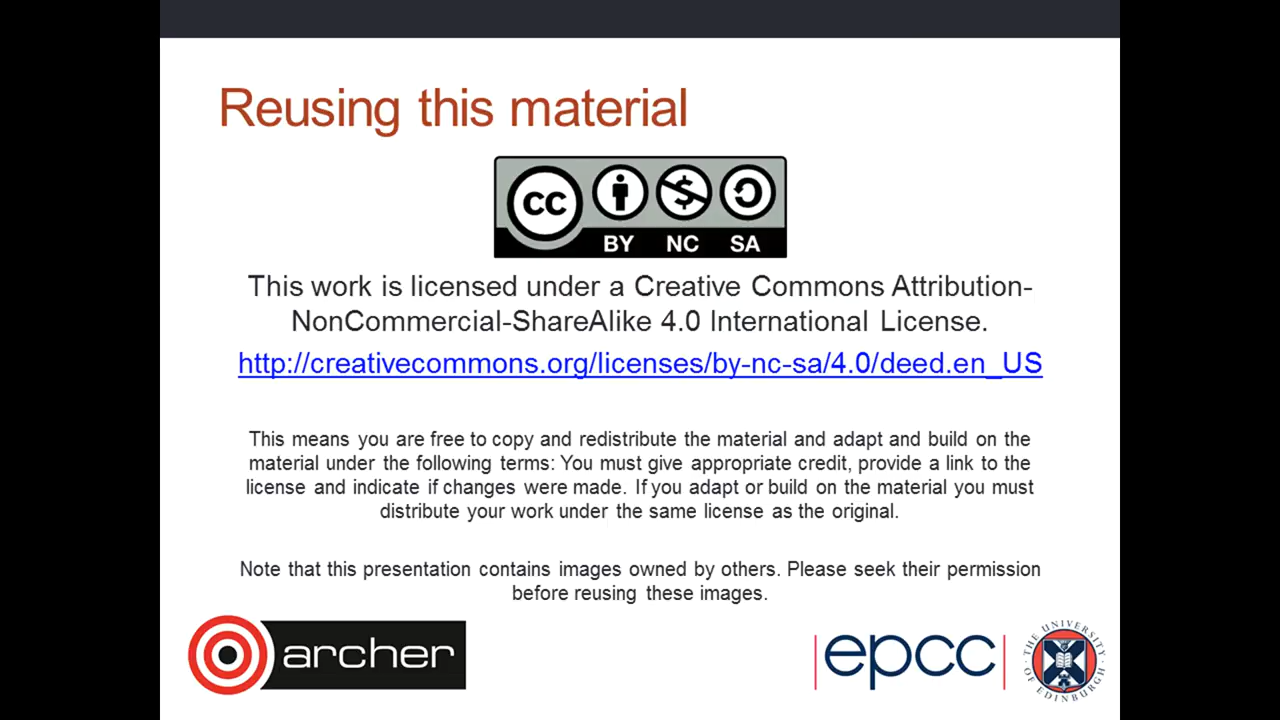 Reusing this material
CC
BY NC SA
This work is licensed under a Creative Commons Attribution-
NonCommercial-ShareAlike 4.0 International License.
http://creativecommons.org/licenses/by-nc-sa/4.0/deed.en_US
This means you are free to copy and redistribute the material and adapt and build on the
material under the following terms: You must give appropriate credit, provide a link to the
license and indicate if changes were made. If you adapt or build on the material you must
distribute your work under the same license as the original.
Note that this presentation contains images owned by others. Please seek their permission
before reusing these images.
archer
epcc
THE UNIVERSITY OF EDINBURGH